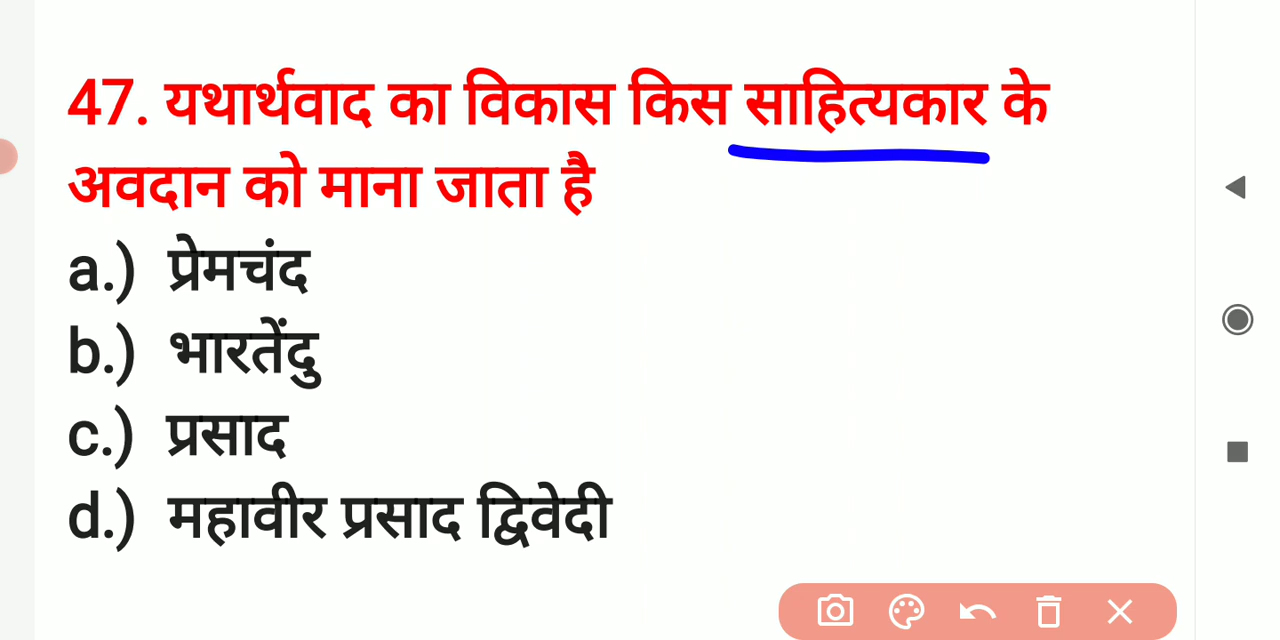 47. यथार्थवाद का विकास किस साहित्यकार के
अवदान को माना जाता है
a.) प्रेमचंद
b.) भारतेंदु
c.) प्रसाद
d.) महावीर प्रसाद द्विवेदी